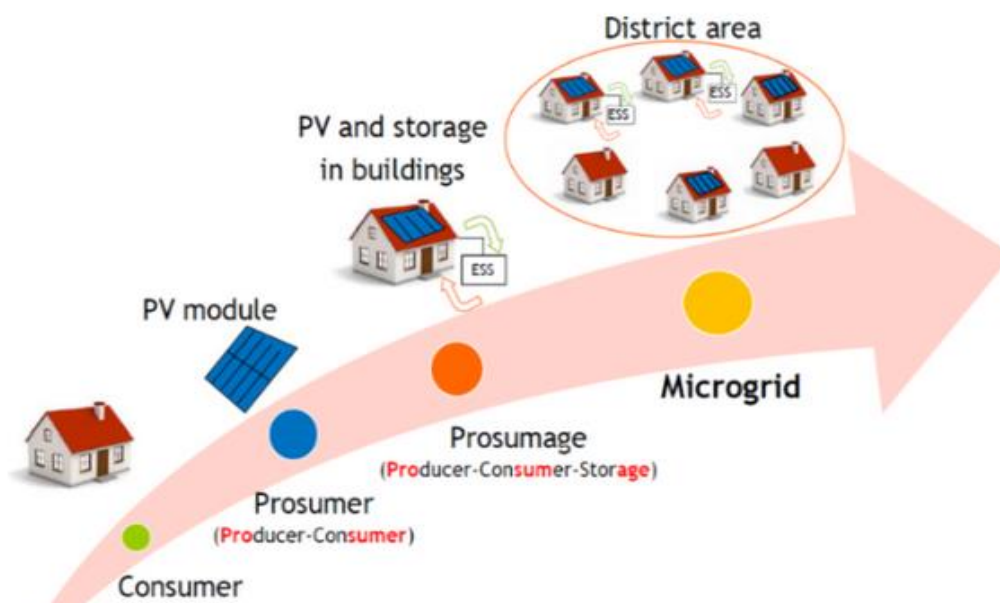 District area
ESS
ESS
PV and storage
in buildings
ESS
PV module
Microgrid
Prosumage
(Producer-Consumer-Storage)
Prosumer
(Producer-Consumer)
Consumer